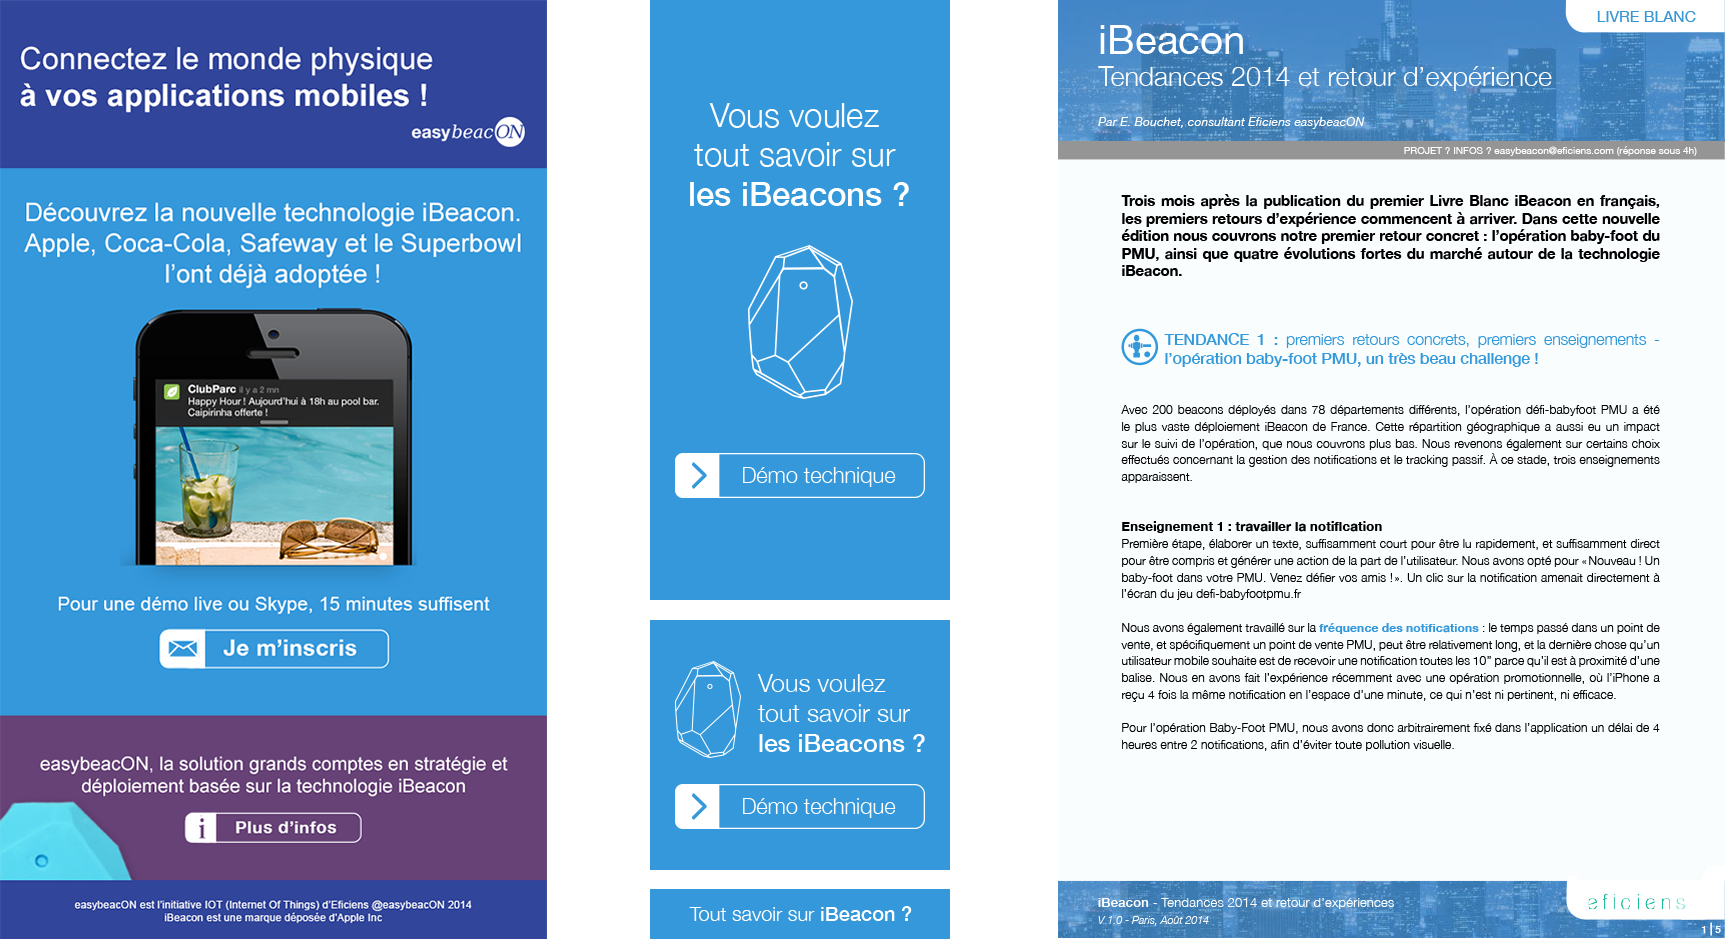 Connectez le monde physique
à vos applications mobiles !
easybeacON
Découvrez la nouvelle technologie iBeacon.
Apple, Coca-Cola, Safeway et le Superbowl
l'ont déjà adoptée !
ClubParc il y a 2 mn
Happy Hour ! Aujourd'hui à 18h au pool bar.
Caipirinha offerte !
Pour une démo live ou Skype, 15 minutes suffisent
Je m'inscris
easybeacON, la solution grands comptes en stratégie et
déploiement basée sur la technologie iBeacon
i Plus d'infos
easybeacON est l'initiative IOT (Internet Of Things) d'Eficiens @easybeacON 2014
iBeacon est une marque déposée d'Apple Inc
Vous voulez
tout savoir sur
les iBeacons ?
Démo technique
Vous voulez
tout savoir sur
les iBeacons ?
Démo technique
Tout savoir sur iBeacon ?
LIVRE BLANC
iBeacon
Tendances 2014 et retour d'expérience
Par E. Bouchet, consultant Eficiens easybeacON
PROJET ? INFOS ? easybeacon@eficiens.com (réponse sous 4h)
Trois mois après la publication du premier Livre Blanc iBeacon en français,
les premiers retours d'expérience commencent à arriver. Dans cette nouvelle
édition nous couvrons notre premier retour concret : l'opération baby-foot du
PMU, ainsi que quatre évolutions fortes du marché autour de la technologie
iBeacon.
TENDANCE 1 : premiers retours concrets, premiers enseignements -
l'opération baby-foot PMU, un très beau challenge !
Avec 200 beacons déployés dans 78 départements différents, l'opération défi-babyfoot PMU a été
le plus vaste déploiement iBeacon de France. Cette répartition géographique a aussi eu un impact
sur le suivi de l'opération, que nous couvrons plus bas. Nous revenons également sur certains choix
effectués concernant la gestion des notifications et le tracking passif. À ce stade, trois enseignements
apparaissent.
Enseignement 1 : travailler la notification
Première étape, élaborer un texte, suffisamment court pour être lu rapidement, et suffisamment direct
pour être compris et générer une action de la part de l'utilisateur. Nous avons opté pour «Nouveau ! Un
baby-foot dans votre PMU. Venez défier vos amis !». Un clic sur la notification amenait directement à
l'écran du jeu defi-babyfootpmu.fr
Nous avons également travaillé sur la fréquence des notifications : le temps passé dans un point de
vente, et spécifiquement un point de vente PMU, peut être relativement long, et la dernière chose qu'un
utilisateur mobile souhaite est de recevoir une notification toutes les 10" parce qu'il est à proximité d'une
balise. Nous en avons fait l'expérience récemment avec une opération promotionnelle, où l'iPhone a
reçu 4 fois la même notification en l'espace d'une minute, ce qui n'est ni pertinent, ni efficace.
Pour l'opération Baby-Foot PMU, nous avons donc arbitrairement fixé dans l'application un délai de 4
heures entre 2 notifications, afin d'éviter toute pollution visuelle.
iBeacon - Tendances 2014 et retour d'expériences
V.1.0 - Paris, Août 2014
eficiens
1|5